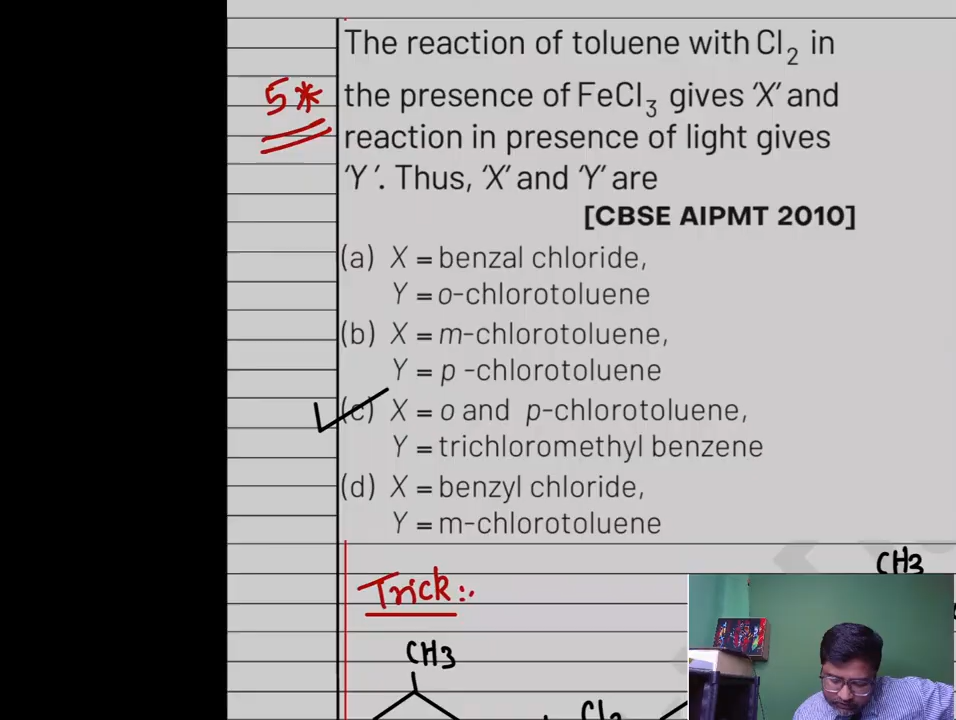 The reaction of toluene with Cl₂ in
5* the presence of FeCl₃ gives ‘X’ and
reaction in presence of light gives
‘Y’. Thus, ‘X’ and ‘Y’ are
[CBSE AIPMT 2010]
(a) X = benzal chloride,
Y = o-chlorotoluene
(b) X = m-chlorotoluene,
Y = p -chlorotoluene
(c) X = o and p-chlorotoluene,
Y = trichloromethyl benzene
(d) X = benzyl chloride,
Y = m-chlorotoluene
CH3
Trick:.
CH3
+ Cl2